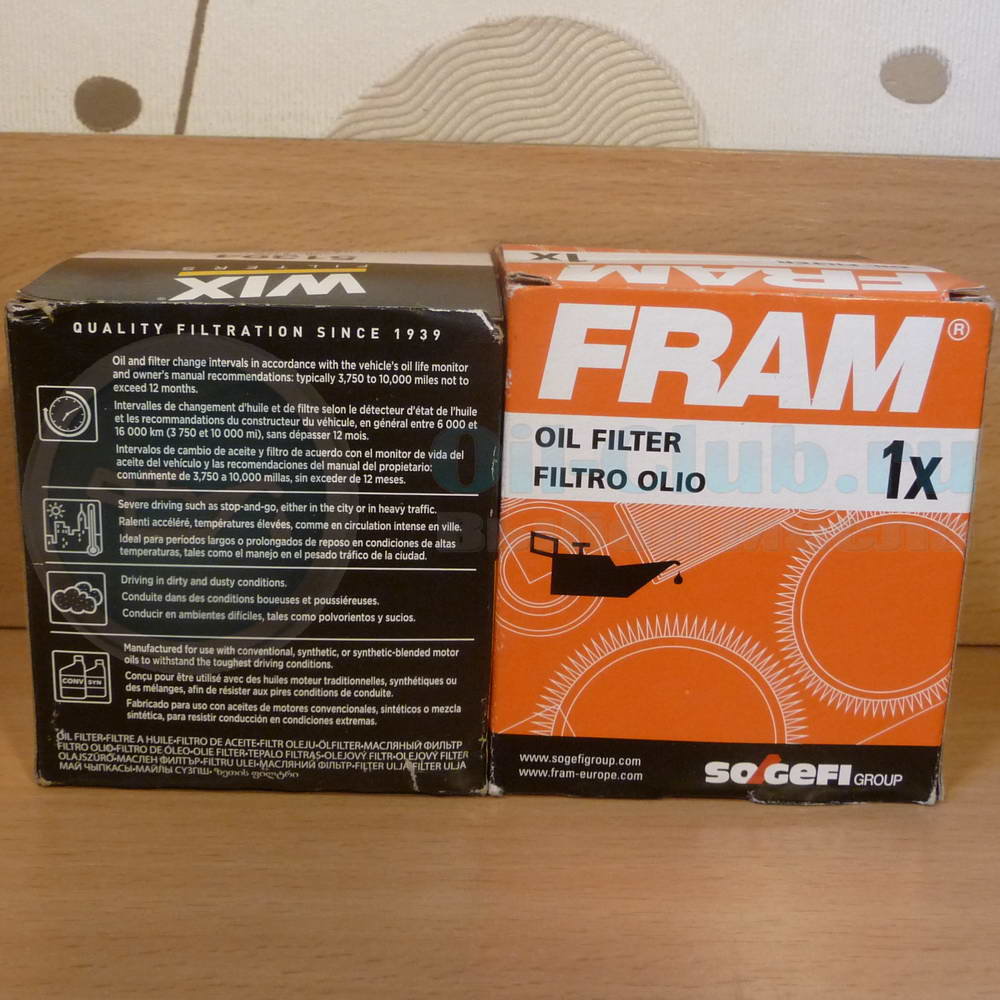 WIX
FILTERS
QUALITY FILTRATION SINCE 1939
Oil and filter change intervals in accordance with the vehicle's oil life monitor
and owner's manual recommendations: typically 3,750 to 10,000 miles not to
exceed 12 months.
Intervalles de changement d'huile et de filtre selon le détecteur d'état de l'huile
et les recommandations du constructeur du véhicule, en général entre 6 000 et
16 000 km (3 750 et 10 000 mi), sans dépasser 12 mois.
Intervalos de cambio de aceite y filtro de acuerdo con el monitor de vida del
aceite del vehículo y las recomendaciones del manual del propietario:
comúnmente de 3,750 a 10,000 millas, sin exceder de 12 meses.
Severe driving such as stop-and-go, either in the city or in heavy traffic.
Ralenti accéléré, températures élevées, comme en circulation intense en ville.
Ideal para períodos largos o prolongados de reposo en condiciones de altas
temperaturas, tales como el manejo en el pesado tráfico de la ciudad.
Driving in dirty and dusty conditions.
Conduite dans des conditions boueuses et poussiéreuses.
Conducir en ambientes difíciles, tales como polvorientos y sucios.
CONV SYN
Manufactured for use with conventional, synthetic, or synthetic-blended motor
oils to withstand the toughest driving conditions.
Conçu pour être utilisé avec des huiles moteur traditionnelles, synthétiques ou
des mélanges, afin de résister aux pires conditions de conduite.
Fabricado para uso con aceites de motores convencionales, sintéticos o mezcla
sintética, para resistir conducción en condiciones extremas.
OIL FILTER•FILTRE A HUILE•FILTRO DE ACEITE•FILTR OLEJU•ÖLFILTER•МАСЛЯНЫЙ ФИЛЬТР
FILTRO OLIO•FILTRO DE ÓLEO•OLIE FILTER•TEPALO FILTRAS•OLEJOVÝ FILTR•OLEJOVÝ FILTER
OLAJSZŰRŐ•МАСЛЕН ФИЛТЪР•FILTRU ULEI•МАСЛЯНИЙ ФІЛЬТР•FILTER ULJA•FILTER ULJA
МАЙ ЧЫПКАСЫ•МАЙЛЫ СҮЗГІШ•ზეთის ფილტრი
1X
FRAM
FRAM®
OIL FILTER
FILTRO OLIO
1x
www.sogefigroup.com
www.fram-europe.com
SOGEFI GROUP
Oil-Club.ru